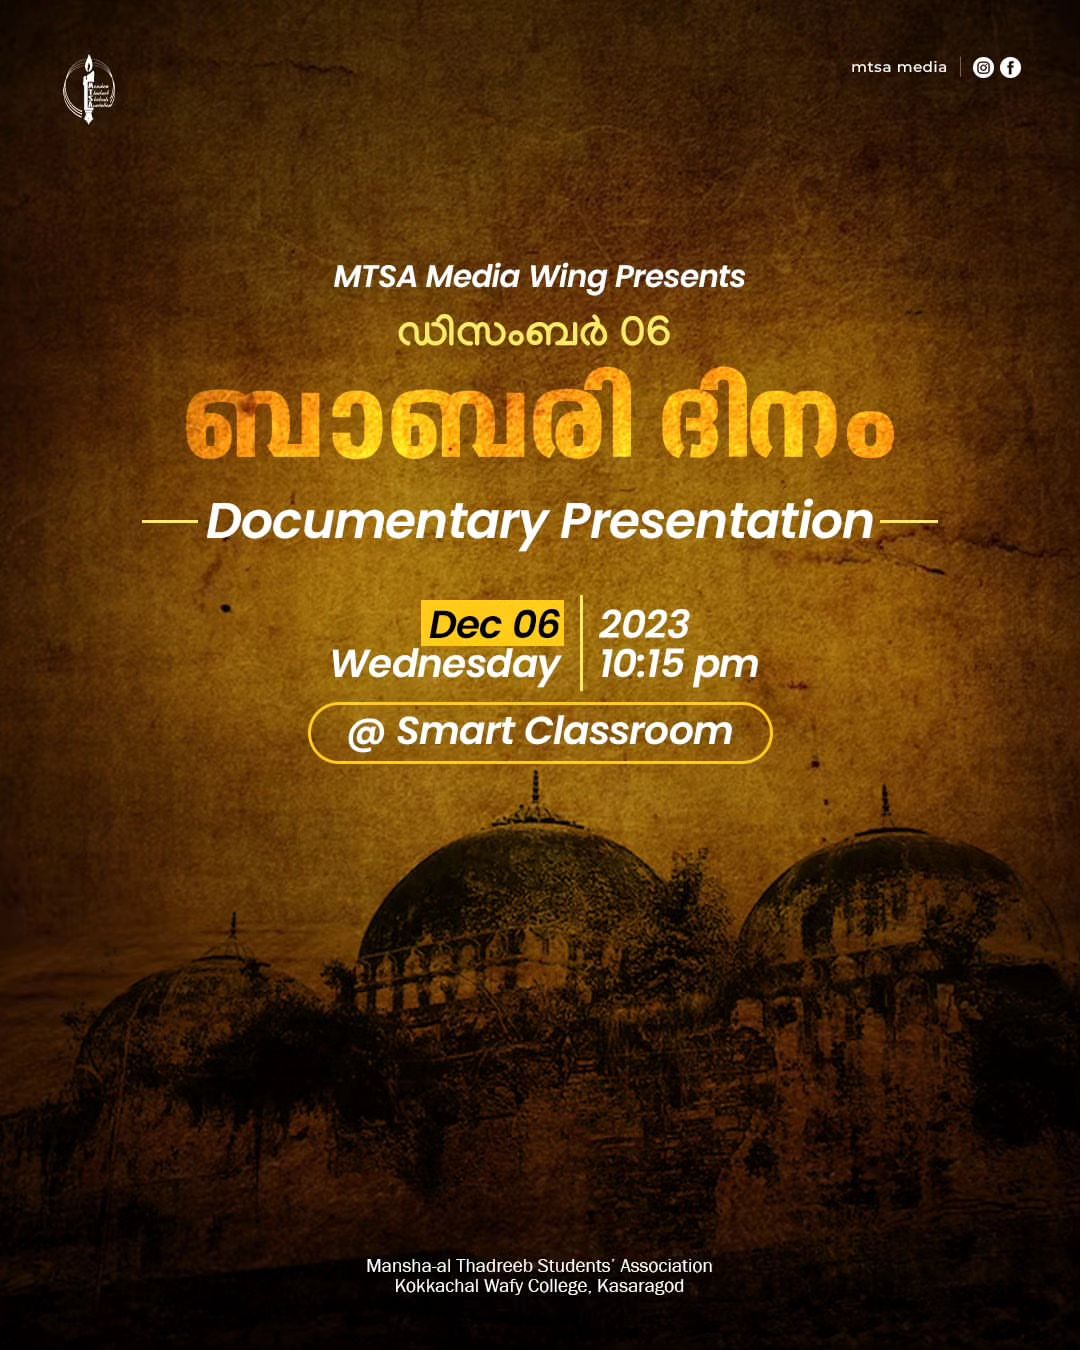 mtsa media
MTSA Media Wing Presents
ഡിസംബർ 06
ബാബരി ദിനം
Documentary Presentation
Dec 06
Wednesday
2023
10:15 pm
@ Smart Classroom
Mansha-al Thadreeb Students’ Association
Kokkachal Wafy College, Kasaragod